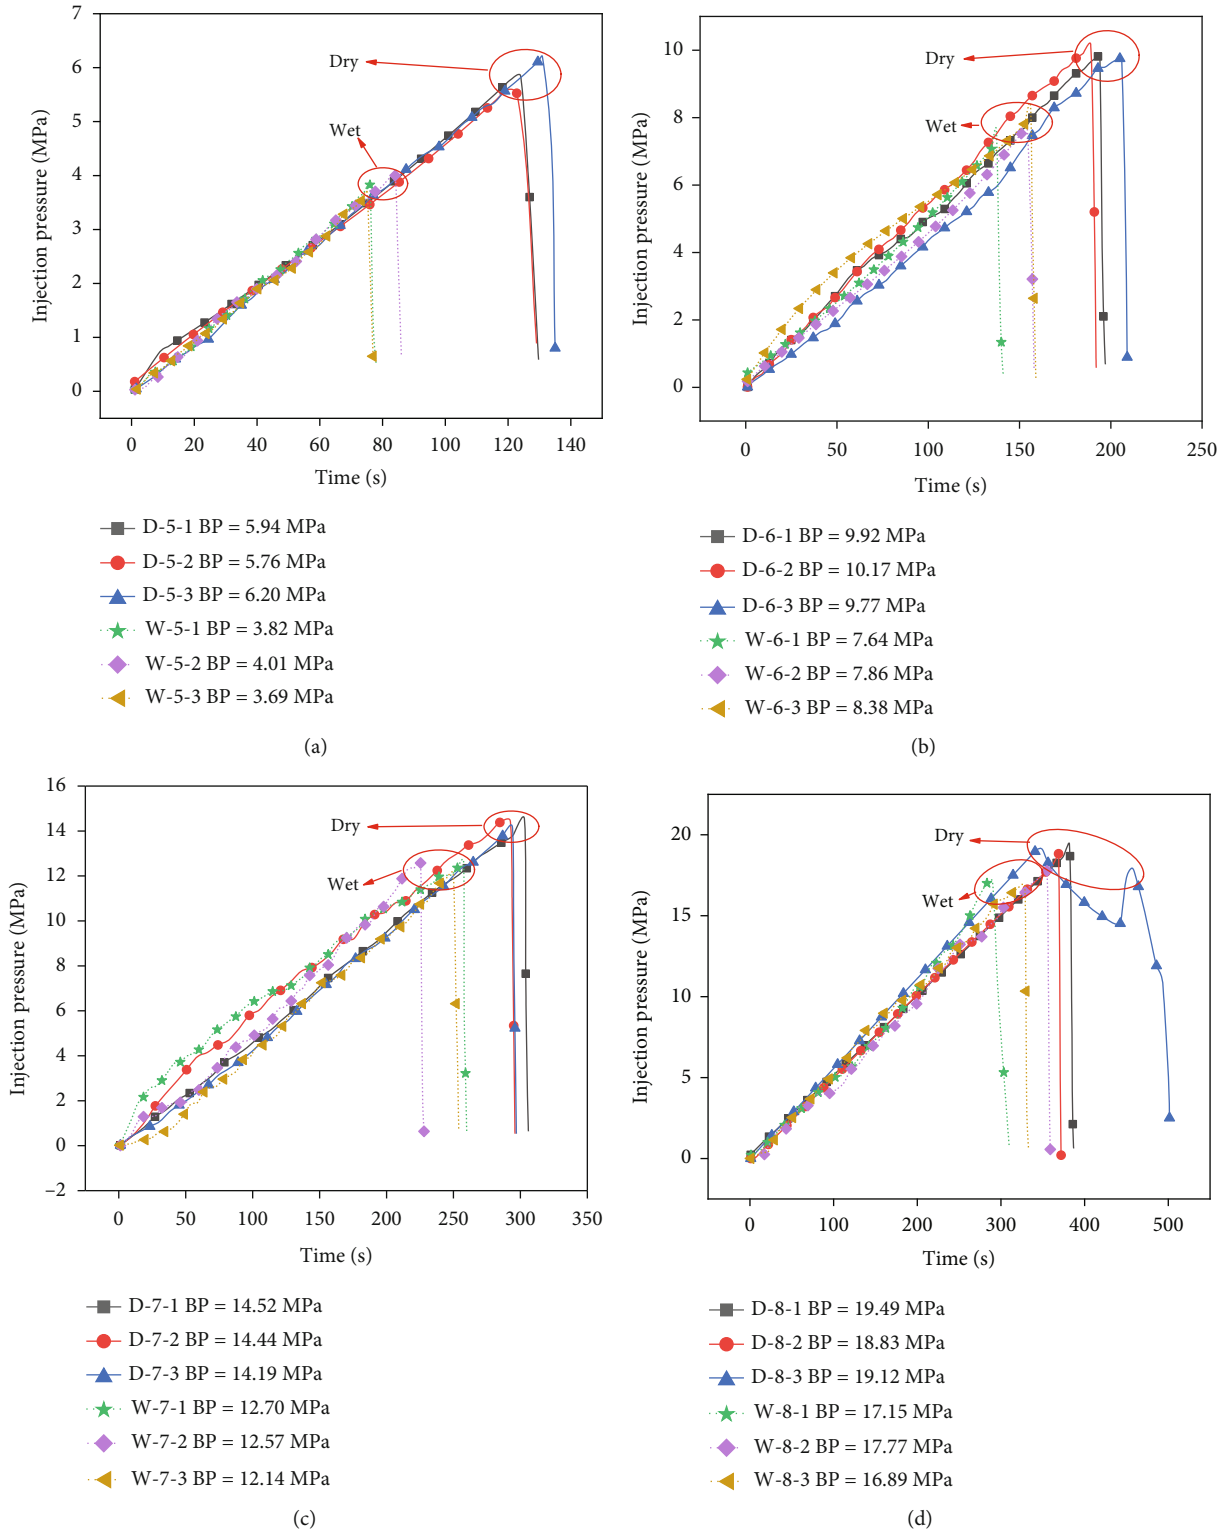 7
6
5
4
3
2
1
0
Injection pressure (MPa)
Dry
Wet
0 20 40 60 80 100 120 140
Time (s)
D-5-1 BP = 5.94 MPa
D-5-2 BP = 5.76 MPa
D-5-3 BP = 6.20 MPa
W-5-1 BP = 3.82 MPa
W-5-2 BP = 4.01 MPa
W-5-3 BP = 3.69 MPa
(a)
10
8
6
4
2
0
Injection pressure (MPa)
Dry
Wet
0 50 100 150 200 250
Time (s)
D-6-1 BP = 9.92 MPa
D-6-2 BP = 10.17 MPa
D-6-3 BP = 9.77 MPa
W-6-1 BP = 7.64 MPa
W-6-2 BP = 7.86 MPa
W-6-3 BP = 8.38 MPa
(b)
16
14
12
10
8
6
4
2
0
–2
Injection pressure (MPa)
Dry
Wet
0 50 100 150 200 250 300 350
Time (s)
D-7-1 BP = 14.52 MPa
D-7-2 BP = 14.44 MPa
D-7-3 BP = 14.19 MPa
W-7-1 BP = 12.70 MPa
W-7-2 BP = 12.57 MPa
W-7-3 BP = 12.14 MPa
(c)
20
15
10
5
0
Injection pressure (MPa)
Dry
Wet
0 100 200 300 400 500
Time (s)
D-8-1 BP = 19.49 MPa
D-8-2 BP = 18.83 MPa
D-8-3 BP = 19.12 MPa
W-8-1 BP = 17.15 MPa
W-8-2 BP = 17.77 MPa
W-8-3 BP = 16.89 MPa
(d)